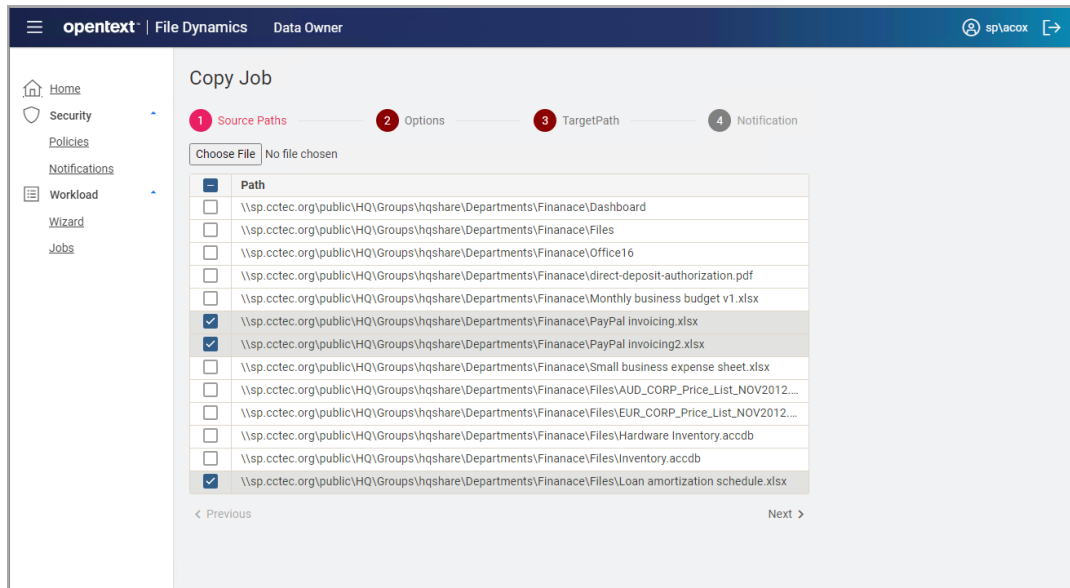 opentext™ | File Dynamics Data Owner sp\acox
Home
Security
Policies
Notifications
Workload
Wizard
Jobs
Copy Job
1 Source Paths 2 Options 3 TargetPath 4 Notification
Choose File No file chosen
Path
\\sp.cctec.org\public\HQ\Groups\hqshare\Departments\Finanace\Dashboard
\\sp.cctec.org\public\HQ\Groups\hqshare\Departments\Finanace\Files
\\sp.cctec.org\public\HQ\Groups\hqshare\Departments\Finanace\Office16
\\sp.cctec.org\public\HQ\Groups\hqshare\Departments\Finanace\direct-deposit-authorization.pdf
\\sp.cctec.org\public\HQ\Groups\hqshare\Departments\Finanace\Monthly business budget v1.xlsx
\\sp.cctec.org\public\HQ\Groups\hqshare\Departments\Finanace\PayPal invoicing.xlsx
\\sp.cctec.org\public\HQ\Groups\hqshare\Departments\Finanace\PayPal invoicing2.xlsx
\\sp.cctec.org\public\HQ\Groups\hqshare\Departments\Finanace\Small business expense sheet.xlsx
\\sp.cctec.org\public\HQ\Groups\hqshare\Departments\Finanace\Files\AUD_CORP_Price_List_NOV2012....
\\sp.cctec.org\public\HQ\Groups\hqshare\Departments\Finanace\Files\EUR_CORP_Price_List_NOV2012....
\\sp.cctec.org\public\HQ\Groups\hqshare\Departments\Finanace\Files\Hardware Inventory.accdb
\\sp.cctec.org\public\HQ\Groups\hqshare\Departments\Finanace\Files\Inventory.accdb
\\sp.cctec.org\public\HQ\Groups\hqshare\Departments\Finanace\Files\Loan amortization schedule.xlsx
Previous Next